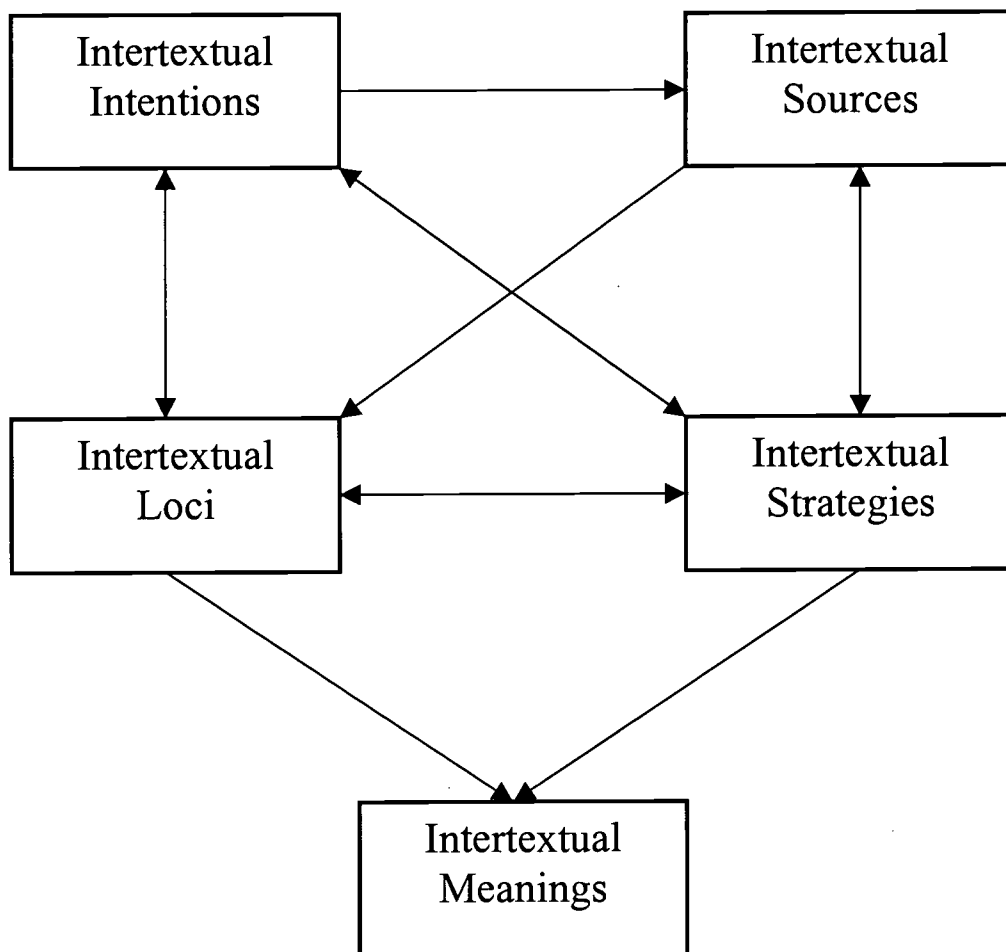 Intertextual
Intentions
Intertextual
Sources
Intertextual
Loci
Intertextual
Strategies
Intertextual
Meanings